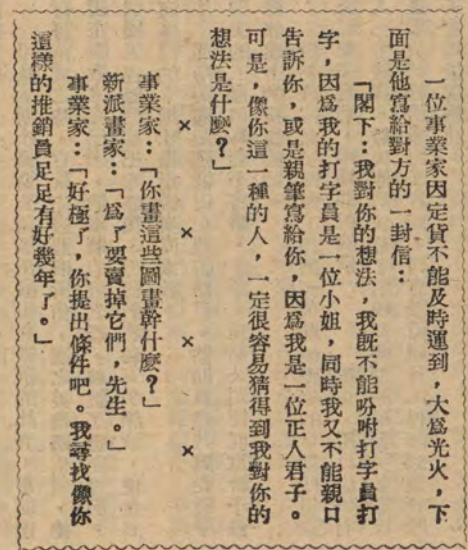 一位事業家因定貨不能及時運到，大爲光火，下
面是他寫給對方的一封信：
「閣下：我對你的想法，我旣不能吩咐打字員打
字，因爲我的打字員是一位小姐，同時我又不能親口
告訴你，或是親筆寫給你，因爲我是一位正人君子。
可是，像你這一種的人，一定很容易猜得到我對你的
想法是什麽？」
× × × ×
事業家：「你畫這些圖畫幹什麽？」
新派畫家：「爲了要賣掉它們，先生。」
事業家：「好極了，你提出條件吧。我尋找像你
這樣的推銷員足足有好幾年了。」